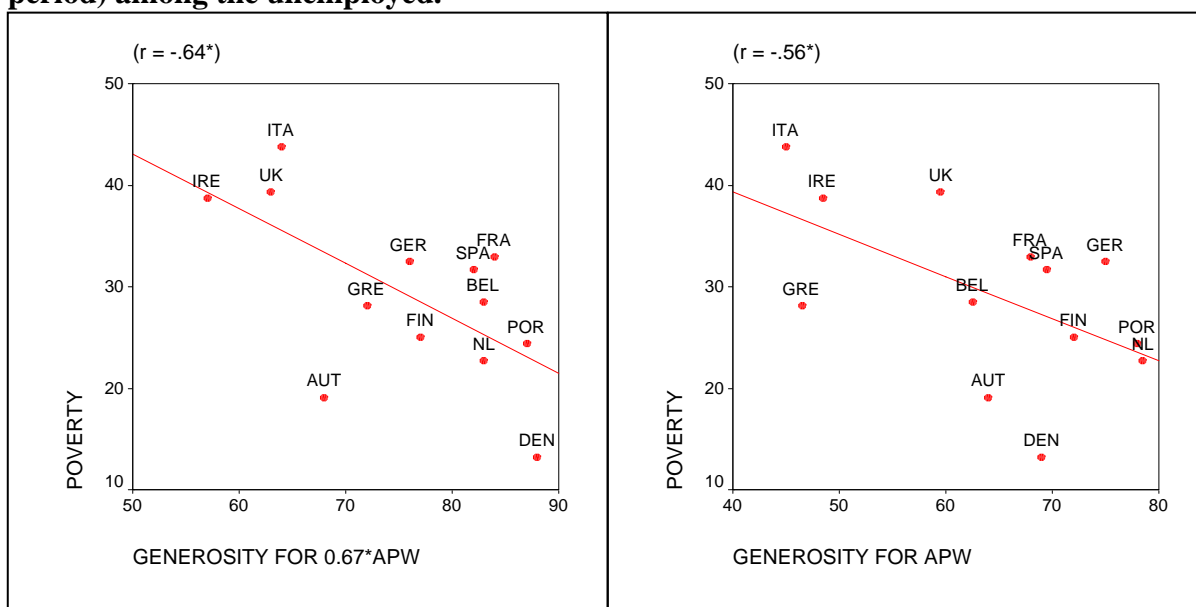 period) among the unemployed.
(r = -.64*)
50
40
30
20
10
POVERTY
ITA
IRE
UK
GER
FRA
SPA
GRE
BEL
FIN
POR
NL
AUT
DEN
50 60 70 80 90
GENEROSITY FOR 0.67*APW
(r = -.56*)
50
40
30
20
10
POVERTY
ITA
IRE
UK
FRA
GER
SPA
GRE
BEL
FIN
POR
NL
AUT
DEN
40 50 60 70 80
GENEROSITY FOR APW